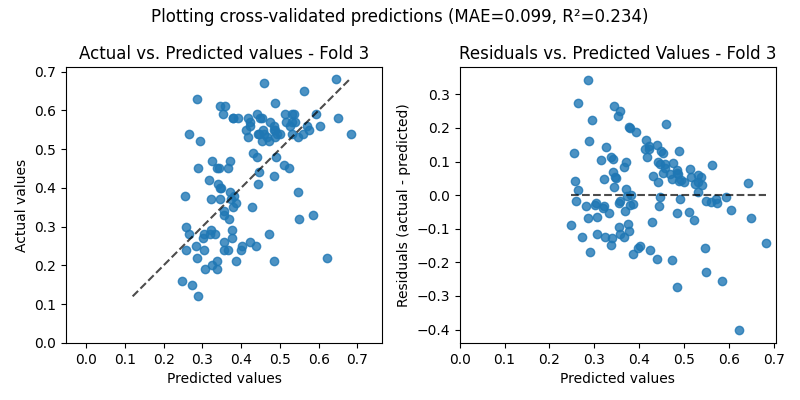 Plotting cross-validated predictions (MAE=0.099, R²=0.234)
Actual vs. Predicted values - Fold 3
Actual values
0.7
0.6
0.5
0.4
0.3
0.2
0.1
0.0
0.0 0.1 0.2 0.3 0.4 0.5 0.6 0.7
Predicted values
Residuals vs. Predicted Values - Fold 3
Residuals (actual - predicted)
0.3
0.2
0.1
0.0
−0.1
−0.2
−0.3
−0.4
0.0 0.1 0.2 0.3 0.4 0.5 0.6 0.7
Predicted values